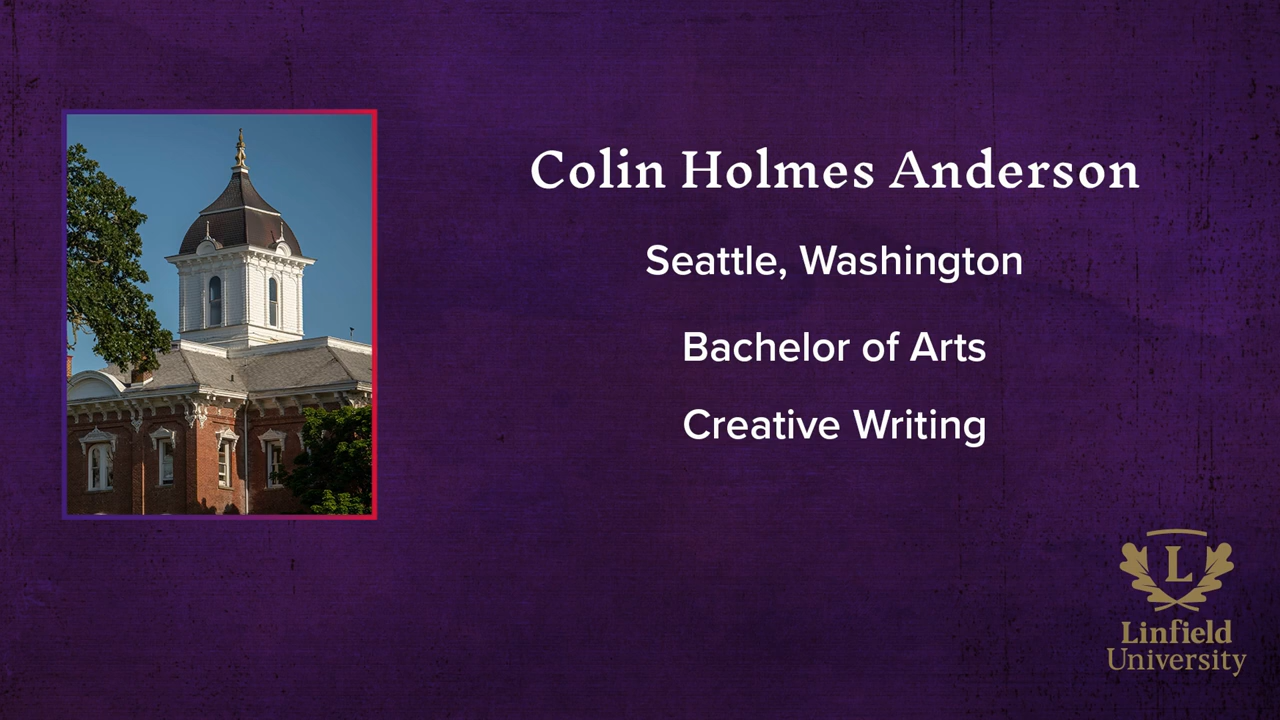 Colin Holmes Anderson
Seattle, Washington
Bachelor of Arts
Creative Writing
L
Linfield
University